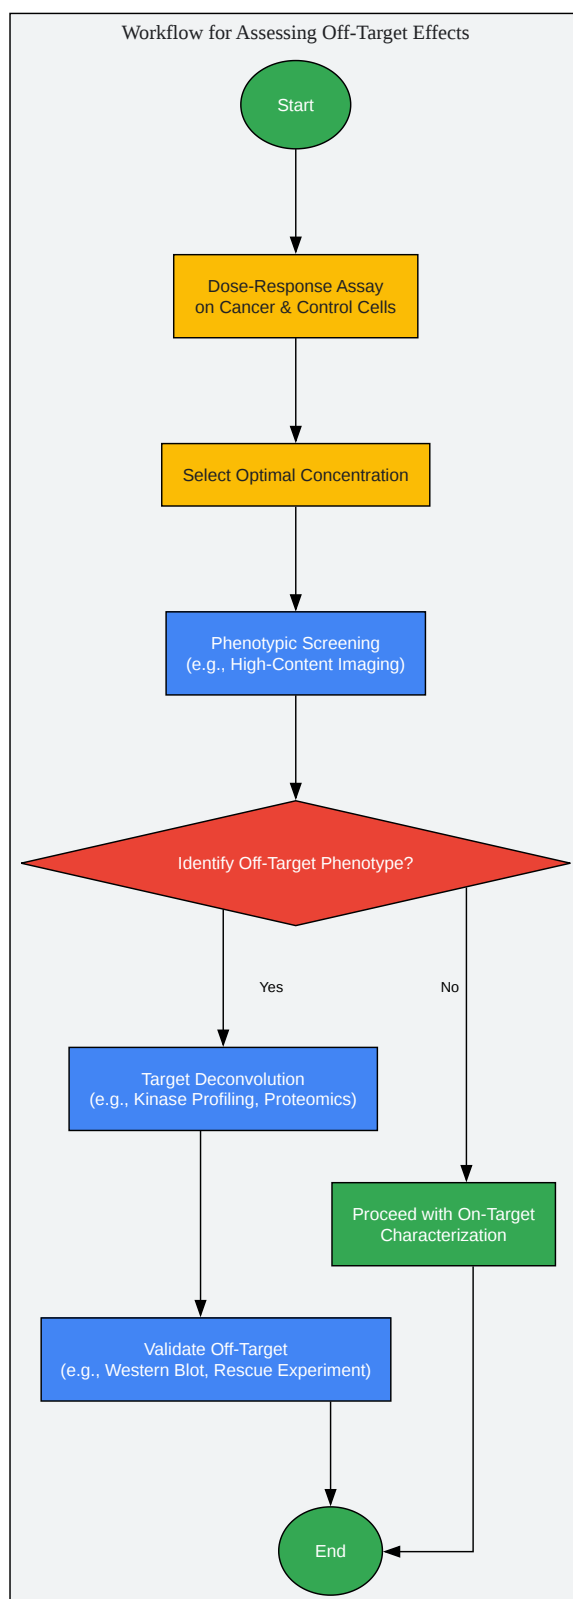 Workflow for Assessing Off-Target Effects
Start
Dose-Response Assay
on Cancer & Control Cells
Select Optimal Concentration
Phenotypic Screening
(e.g., High-Content Imaging)
Identify Off-Target Phenotype?
Yes
No
Target Deconvolution
(e.g., Kinase Profiling, Proteomics)
Proceed with On-Target
Characterization
Validate Off-Target
(e.g., Western Blot, Rescue Experiment)
End